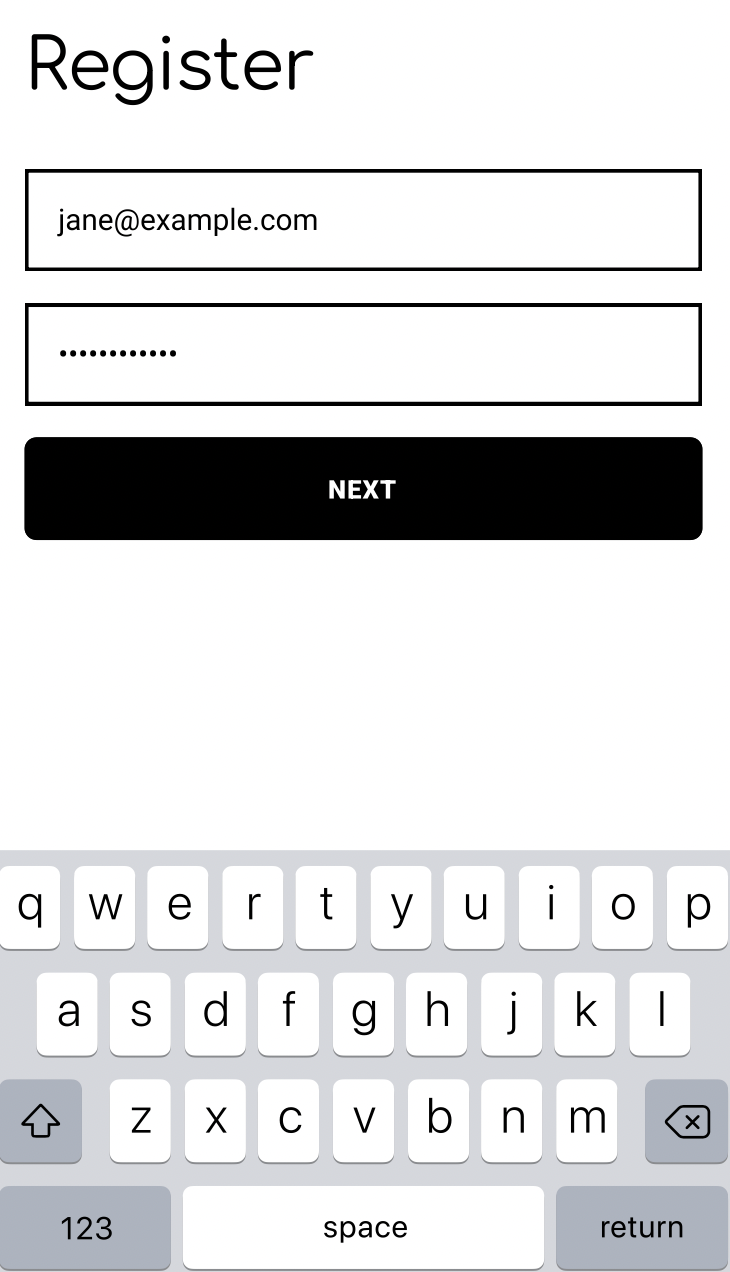 Register
jane@example.com
••••••••••••
NEXT
q w e r t y u i o p
a s d f g h j k l
z x c v b n m
123 space return